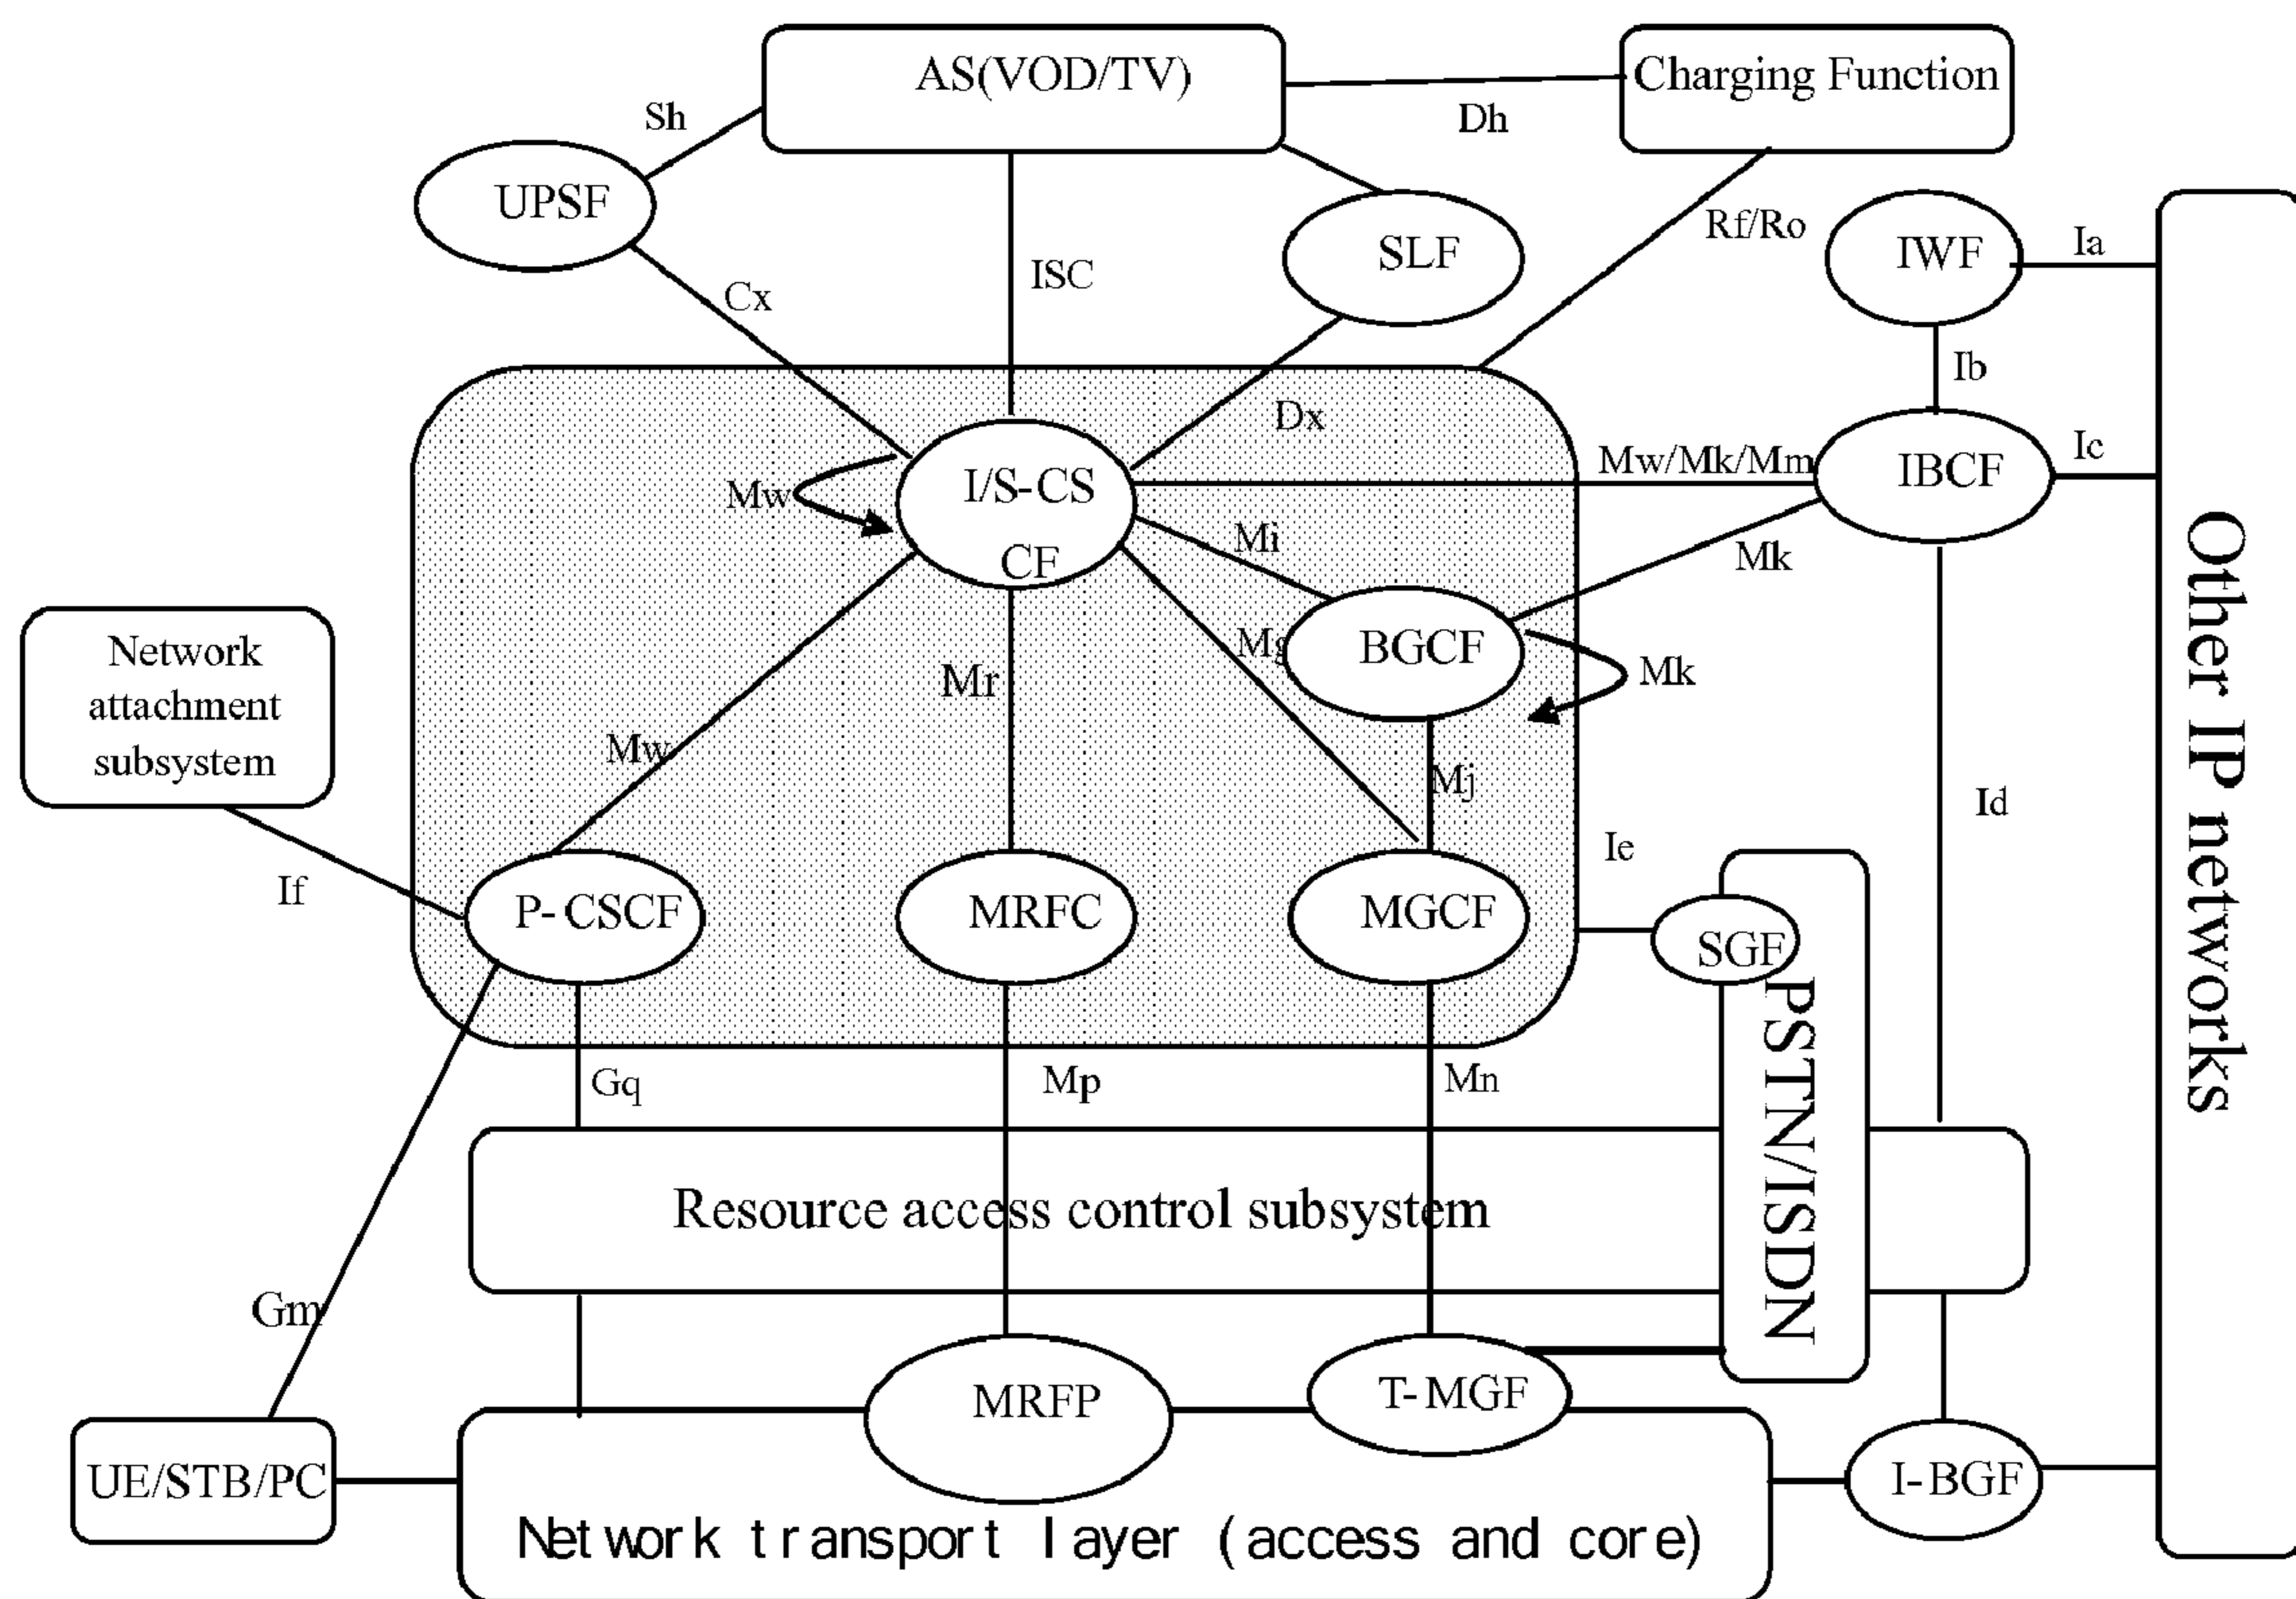 AS(VOD/TV)
Charging Function
Sh
Dh
UPSF
SLF
Rf/Ro
IWF
Ia
Cx
ISC
Ib
Dx
Mw/Mk/Mm
IBCF
Ic
I/S-CS
CF
Mw
Mi
Mk
Network
attachment
subsystem
Mg
BGCF
Mk
Mr
Mw
Mj
Id
Other IP networks
Ie
If
P-CSCF
MRFC
MGCF
SGF
PSTN/ISDN
Gq
Mp
Mn
Resource access control subsystem
Gm
MRFP
T-MGF
UE/STB/PC
I-BGF
Network transport layer (access and core)